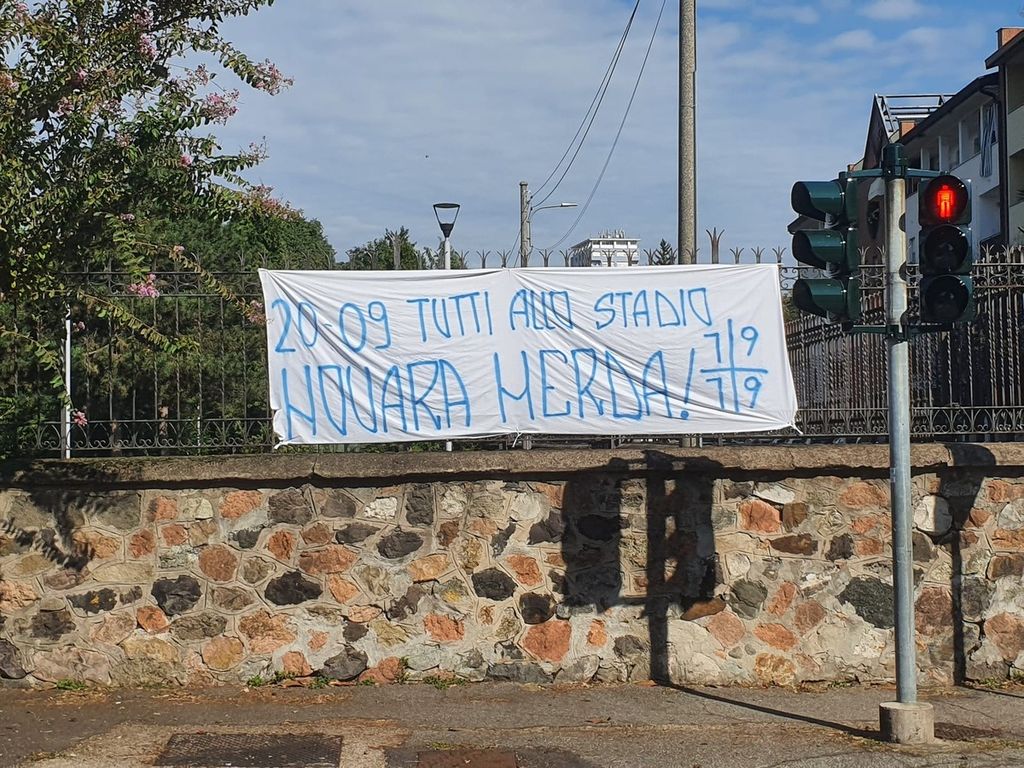 20-09 TUTTI ALLO STADIO
NOVARA MERDA!
7 9
7 9